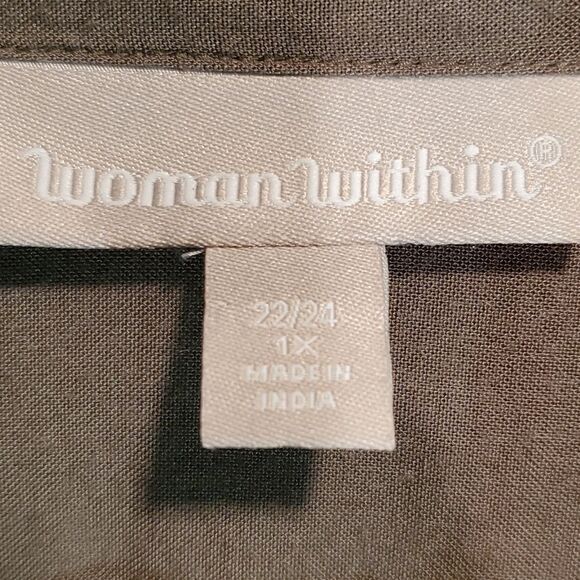 Woman Within®
22/24
1X
MADE IN
INDIA